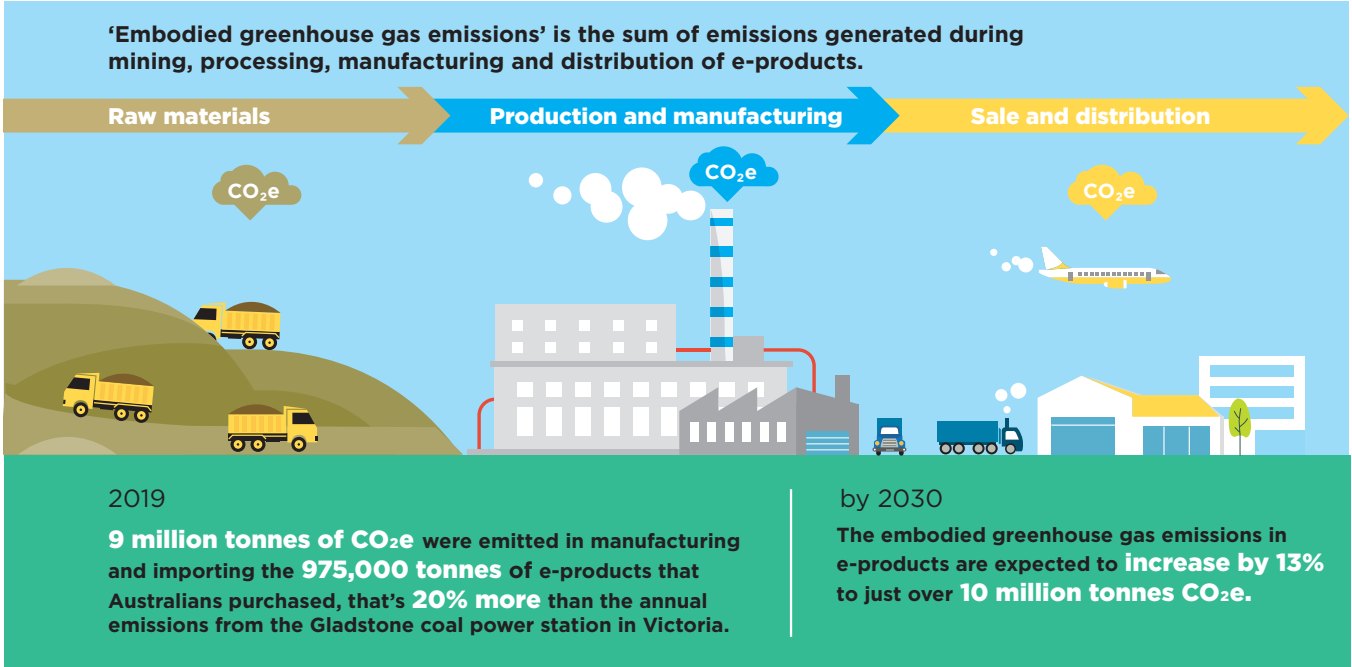 ‘Embodied greenhouse gas emissions’ is the sum of emissions generated during
mining, processing, manufacturing and distribution of e-products.
Raw materials
Production and manufacturing
Sale and distribution
CO₂e
CO₂e
CO₂e
2019
9 million tonnes of CO₂e were emitted in manufacturing
and importing the 975,000 tonnes of e-products that
Australians purchased, that’s 20% more than the annual
emissions from the Gladstone coal power station in Victoria.
by 2030
The embodied greenhouse gas emissions in
e-products are expected to increase by 13%
to just over 10 million tonnes CO₂e.